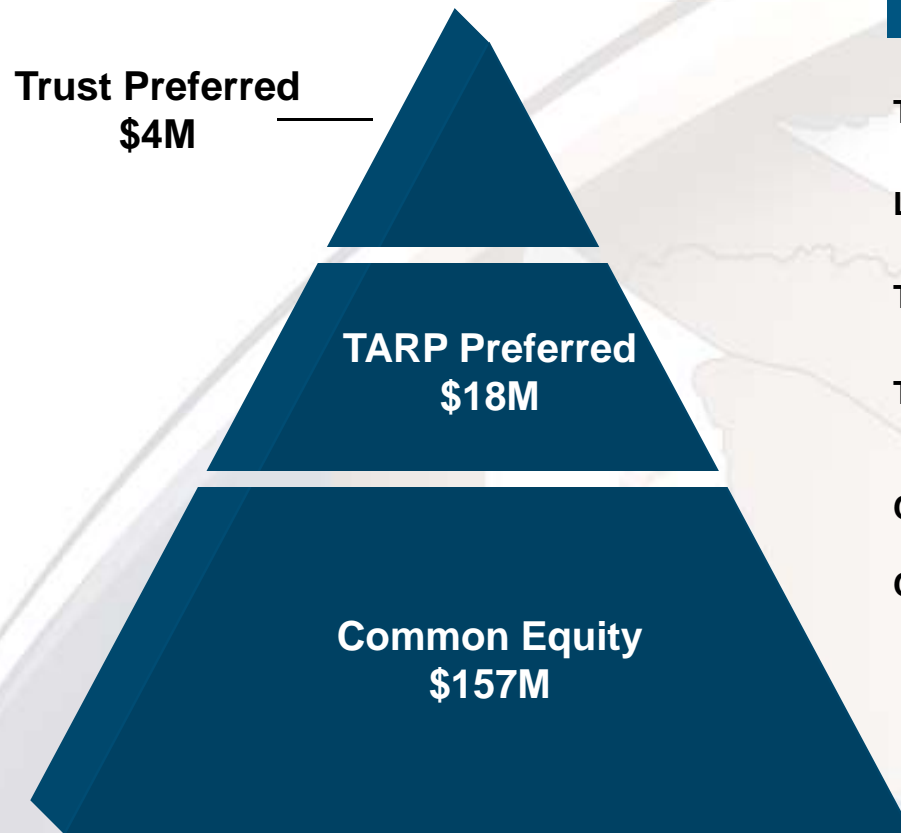 Trust Preferred
$4M
TARP Preferred
$18M
Common Equity
$157M